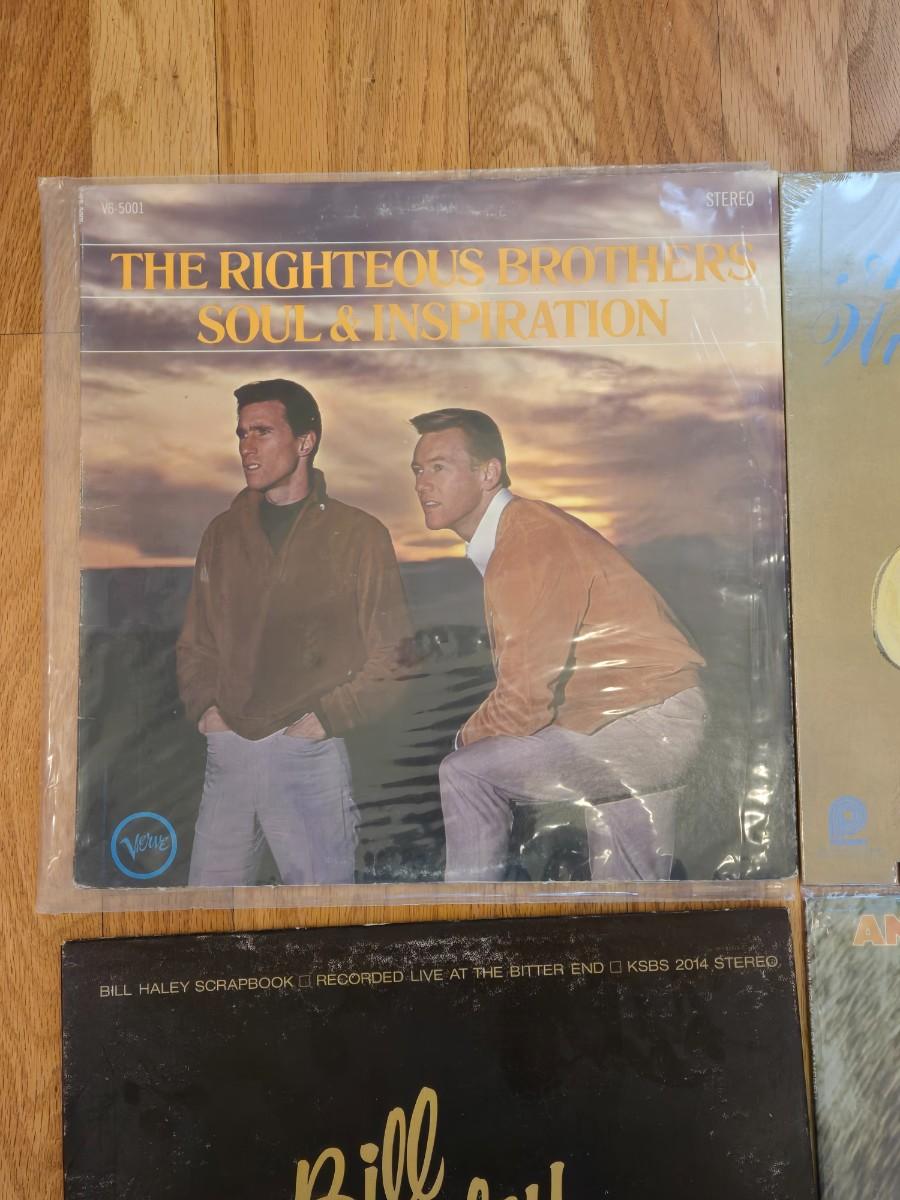 V6-5001
STEREO
THE RIGHTEOUS BROTHERS
SOUL & INSPIRATION
Verve
BILL HALEY SCRAPBOOK □ RECORDED LIVE AT THE BITTER END □ KSBS 2014 STEREO
Bill